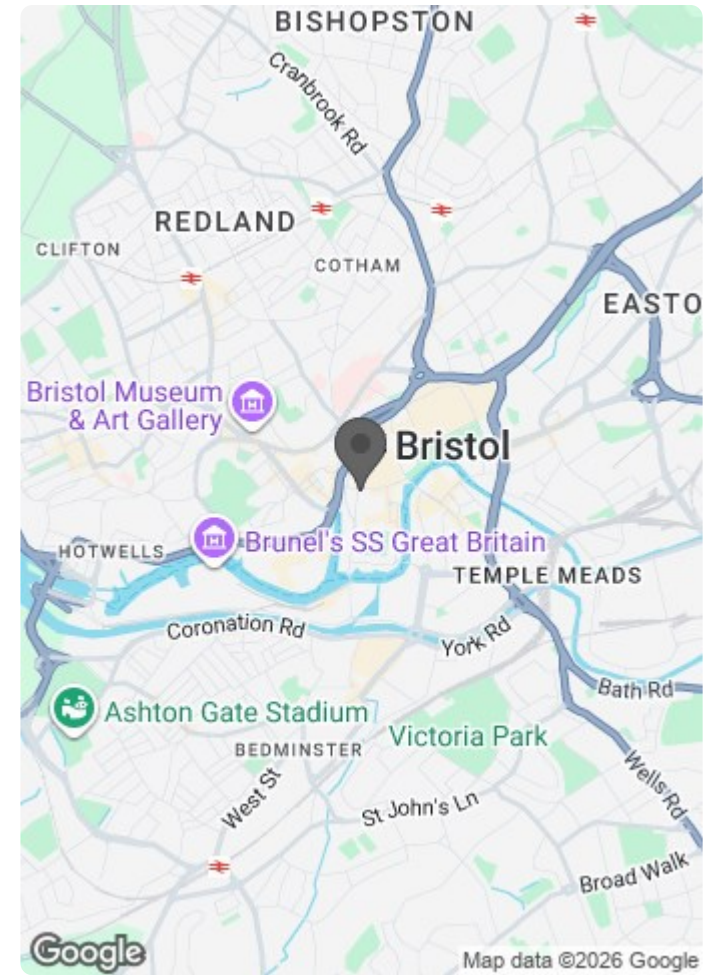 BISHOPSTON
Cranbrook Rd
REDLAND
CLIFTON
COTHAM
EASTO
Bristol Museum
& Art Gallery
Bristol
HOTWELLS
Brunel's SS Great Britain
TEMPLE MEADS
Coronation Rd
York Rd
Bath Rd
Ashton Gate Stadium
Victoria Park
BEDMINSTER
Wells Rd
West St
St John's Ln
Broad Walk
Google
Map data ©2026 Google